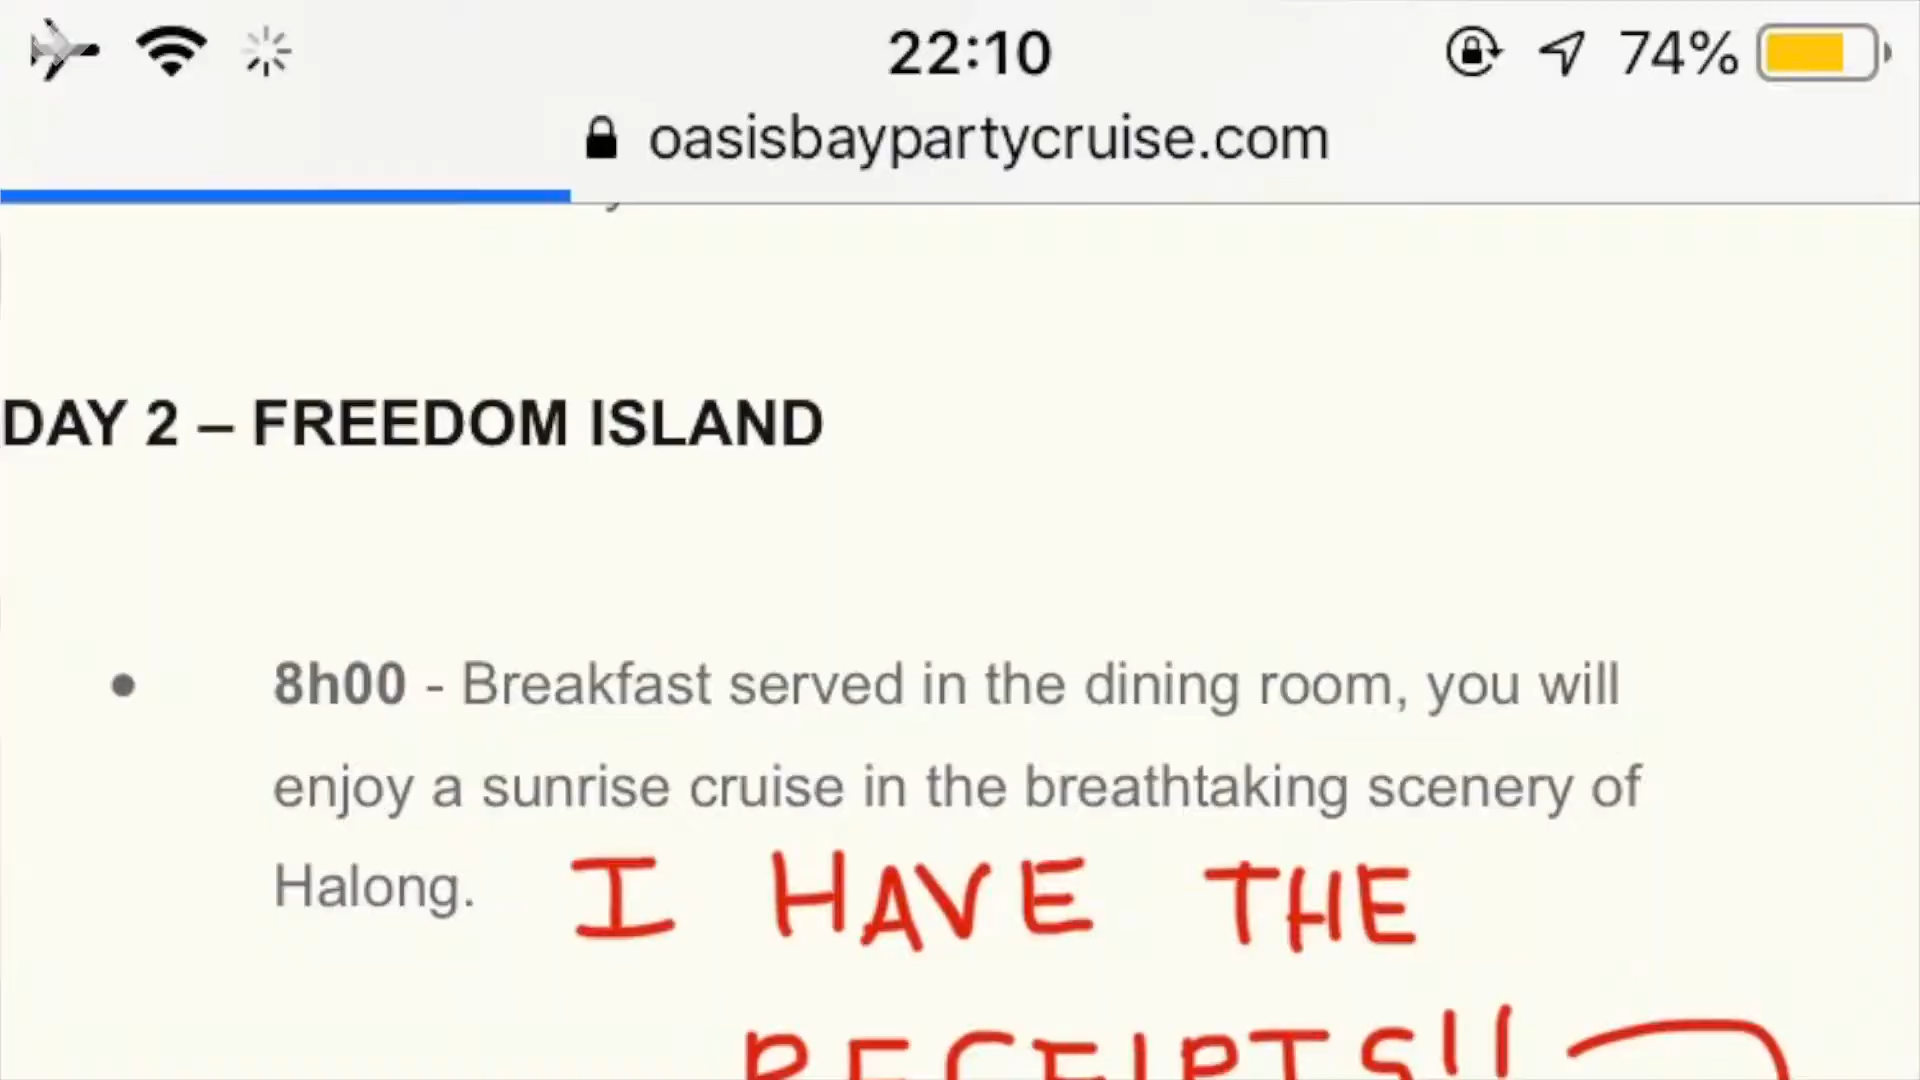 22:10
74%
oasisbaypartycruise.com
DAY 2 – FREEDOM ISLAND
• 8h00 - Breakfast served in the dining room, you will
enjoy a sunrise cruise in the breathtaking scenery of
Halong.
I HAVE THE
RECEIPTS!!